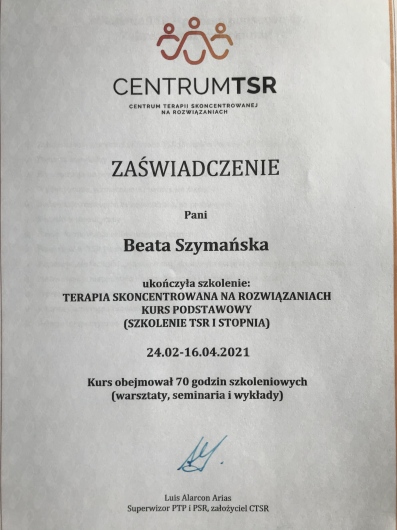 CENTRUMTSR
CENTRUM TERAPII SKONCENTROWANEJ
NA ROZWIĄZANIACH
ZAŚWIADCZENIE
Pani
Beata Szymańska
ukończyła szkolenie:
TERAPIA SKONCENTROWANA NA ROZWIĄZANIACH
KURS PODSTAWOWY
(SZKOLENIE TSR I STOPNIA)
24.02-16.04.2021
Kurs obejmował 70 godzin szkoleniowych
(warsztaty, seminaria i wykłady)
Luis Alarcon Arias
Superwizor PTP i PSR, założyciel CTSR